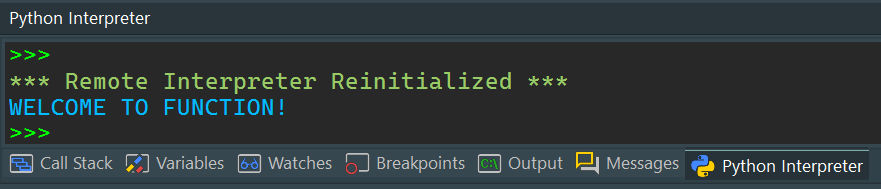 Python Interpreter
>>>
*** Remote Interpreter Reinitialized ***
WELCOME TO FUNCTION!
>>>
Call Stack Variables Watches Breakpoints C:\ Output Messages Python Interpreter